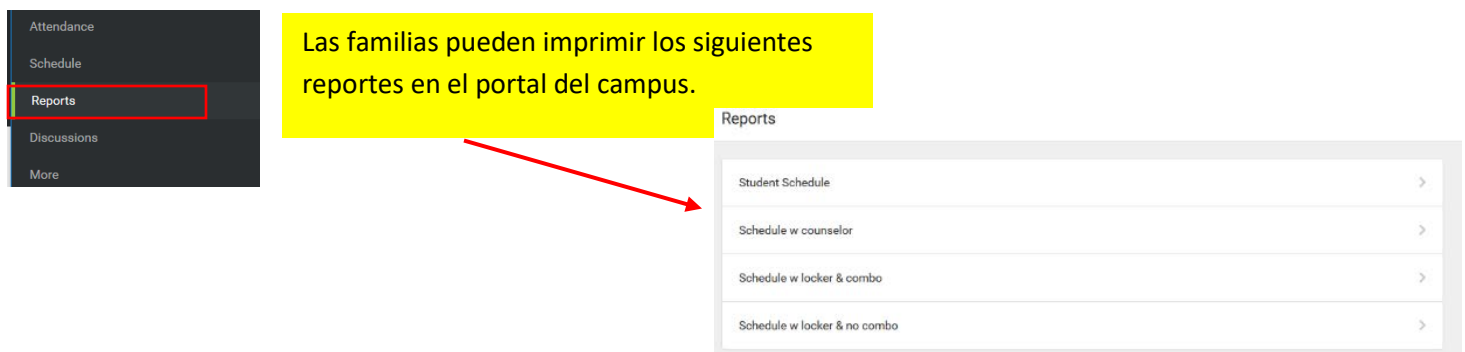 Attendance
Schedule
Reports
Discussions
More
Las familias pueden imprimir los siguientes
reportes en el portal del campus.
Reports
Student Schedule
Schedule w counselor
Schedule w locker & combo
Schedule w locker & no combo